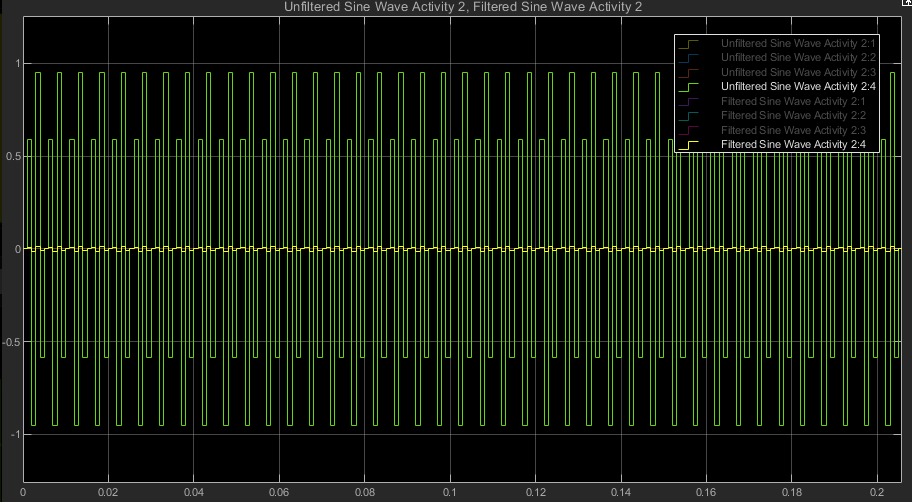 Unfiltered Sine Wave Activity 2, Filtered Sine Wave Activity 2
Unfiltered Sine Wave Activity 2:1
Unfiltered Sine Wave Activity 2:2
Unfiltered Sine Wave Activity 2:3
Unfiltered Sine Wave Activity 2:4
Filtered Sine Wave Activity 2:1
Filtered Sine Wave Activity 2:2
Filtered Sine Wave Activity 2:3
Filtered Sine Wave Activity 2:4
1
0.5
0
-0.5
-1
0 0.02 0.04 0.06 0.08 0.1 0.12 0.14 0.16 0.18 0.2